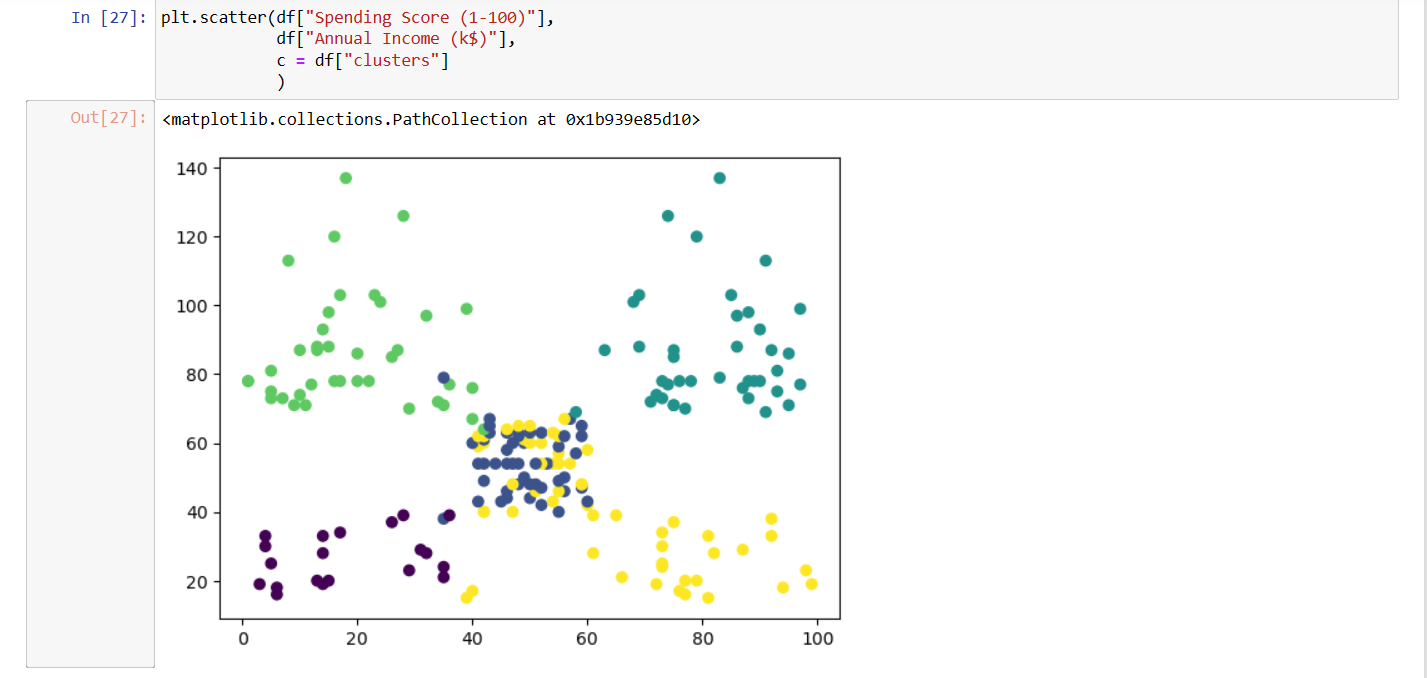 In [27]: plt.scatter(df["Spending Score (1-100)"],
df["Annual Income (k$)"],
c = df["clusters"]
)
Out[27]: <matplotlib.collections.PathCollection at 0x1b939e85d10>
140
120
100
80
60
40
20
0 20 40 60 80 100